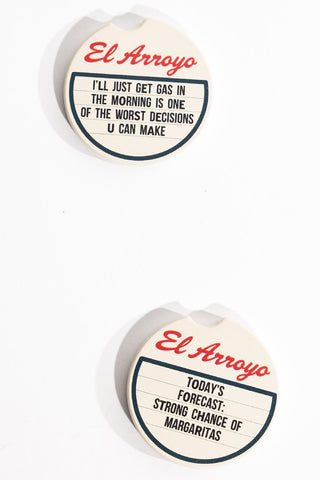 El Arroyo
I'LL JUST GET GAS IN
THE MORNING IS ONE
OF THE WORST DECISIONS
U CAN MAKE
El Arroyo
TODAY'S
FORECAST:
STRONG CHANCE OF
MARGARITAS